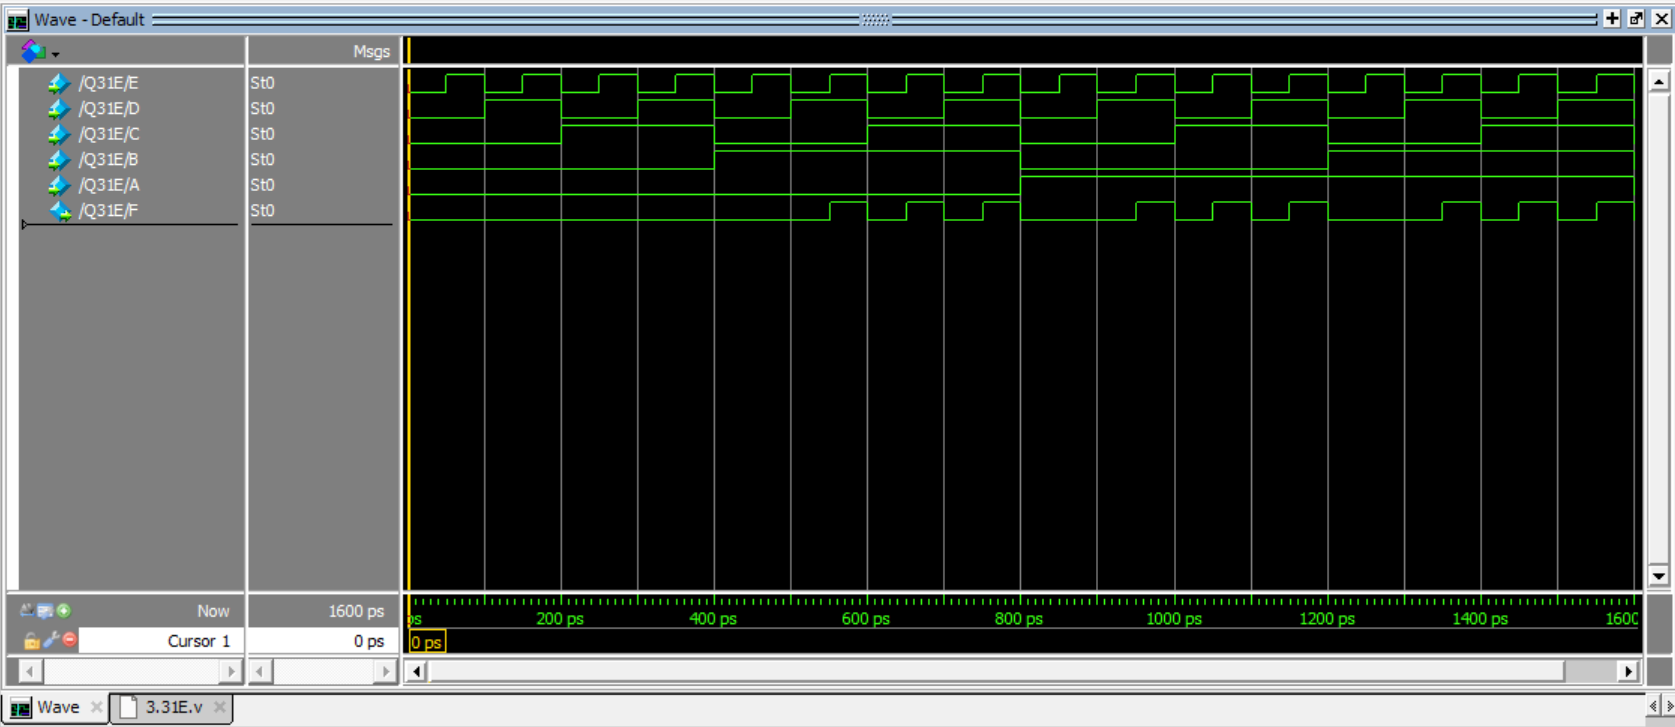 Wave - Default
Msgs
/Q31E/E St0
/Q31E/D St0
/Q31E/C St0
/Q31E/B St0
/Q31E/A St0
/Q31E/F St0
Now 1600 ps
ps 200 ps 400 ps 600 ps 800 ps 1000 ps 1200 ps 1400 ps 1600
Cursor 1 0 ps
0 ps
Wave 3.31E.v